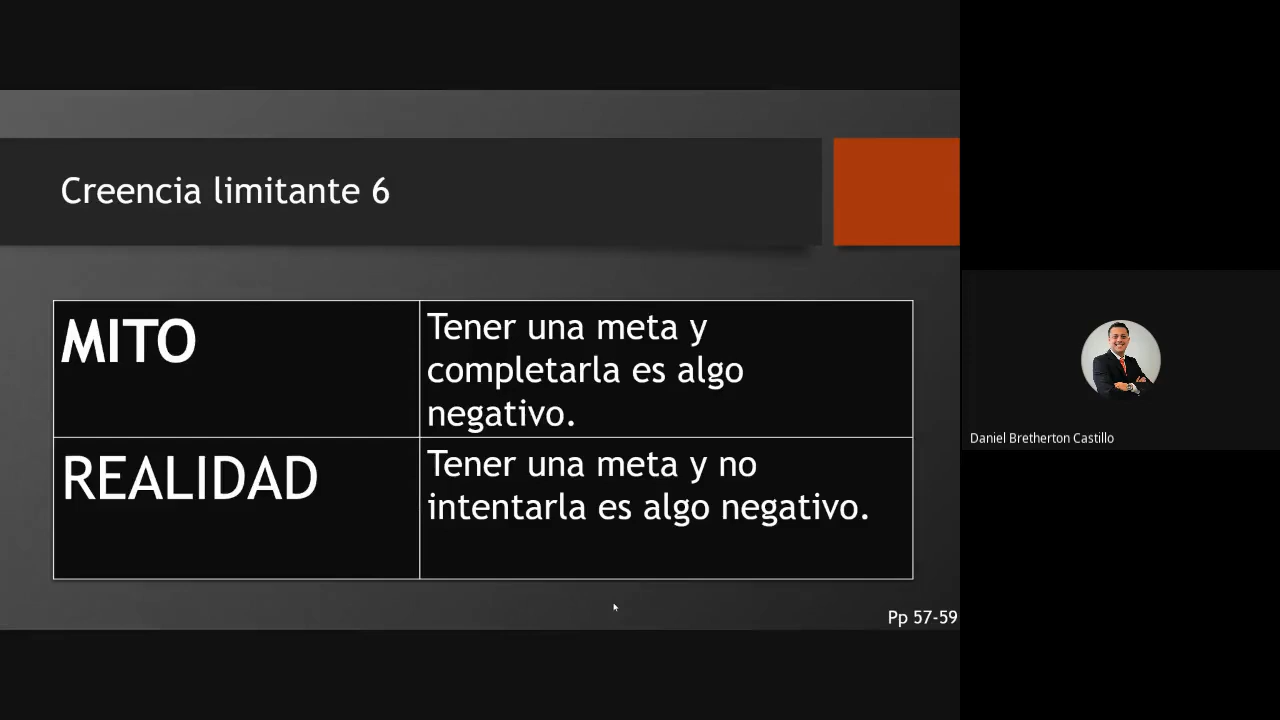 Creencia limitante 6
MITO
Tener una meta y
completarla es algo
negativo.
REALIDAD
Tener una meta y no
intentarla es algo negativo.
Pp 57-59
Daniel Bretherton Castillo